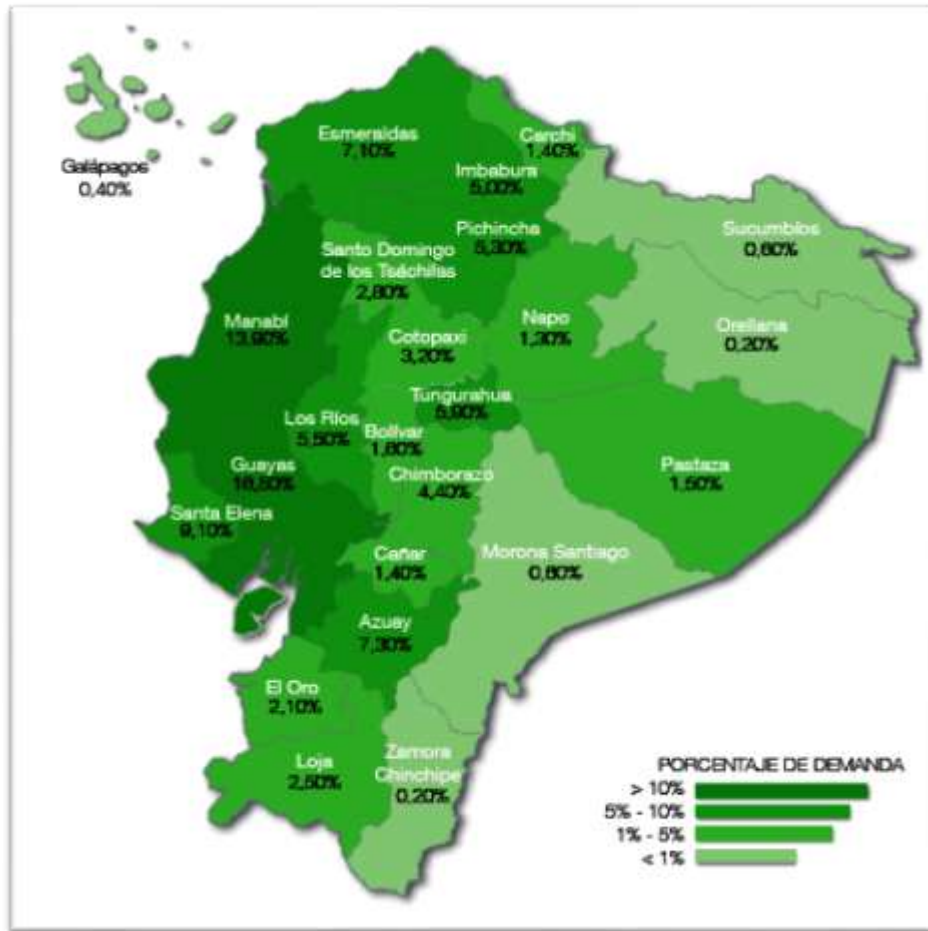 Esmeraldas
7,10%
Carchi
1,40%
Galápagos
0,40%
Imbabura
5,00%
Pichincha
5,30%
Sucumbíos
0,60%
Santo Domingo
de los Tsáchilas
2,80%
Napo
1,30%
Orellana
0,20%
Manabí
13,90%
Cotopaxi
3,20%
Tungurahua
5,90%
Los Ríos
5,50%
Bolívar
1,60%
Guayas
Chimborazo
4,40%
Pastaza
1,50%
Santa Elena
9,10%
Cañar
1,40%
Morona Santiago
Azuay
7,30%
El Oro
2,10%
Loja
2,50%
Zamora
Chinchipe
0,20%
PORCENTAJE DE DEMANDA
> 10%
5% - 10%
1% - 5%
< 1%